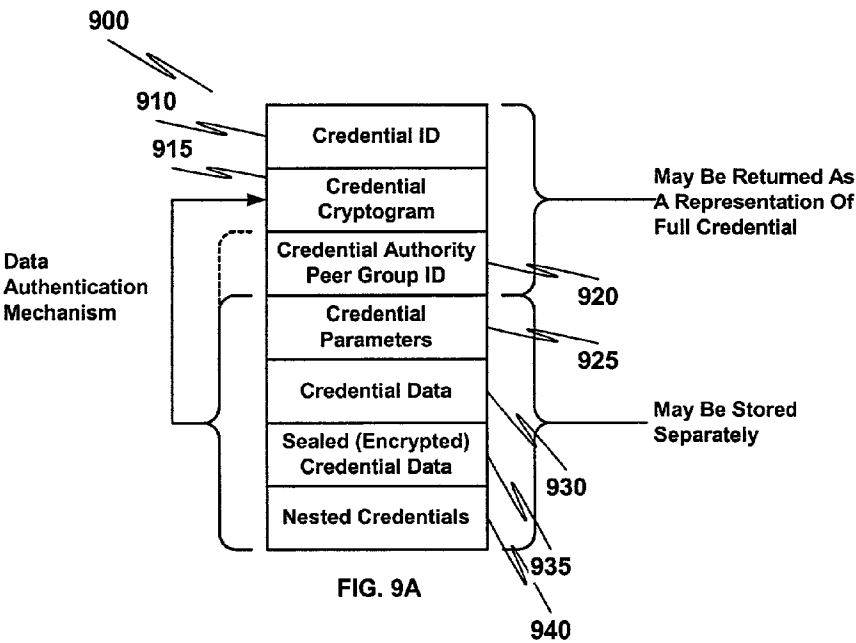 900
910
915
Credential ID
Credential
Cryptogram
Credential Authority
Peer Group ID
Credential
Parameters
Credential Data
Sealed (Encrypted)
Credential Data
Nested Credentials
Data
Authentication
Mechanism
May Be Returned As
A Representation Of
Full Credential
920
925
May Be Stored
Separately
930
935
940
FIG. 9A